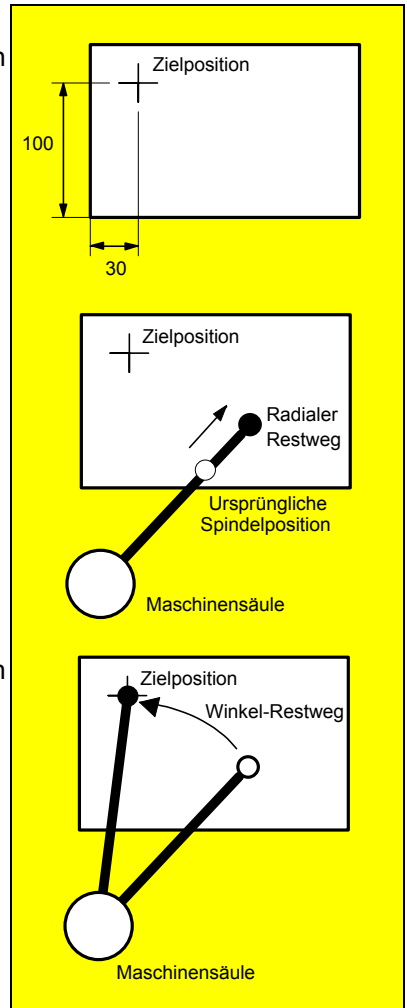 n
Zielposition
100
30
Zielposition
Radialer
Restweg
Ursprüngliche
Spindelposition
Maschinensäule
n
Zielposition
Winkel-Restweg
Maschinensäule